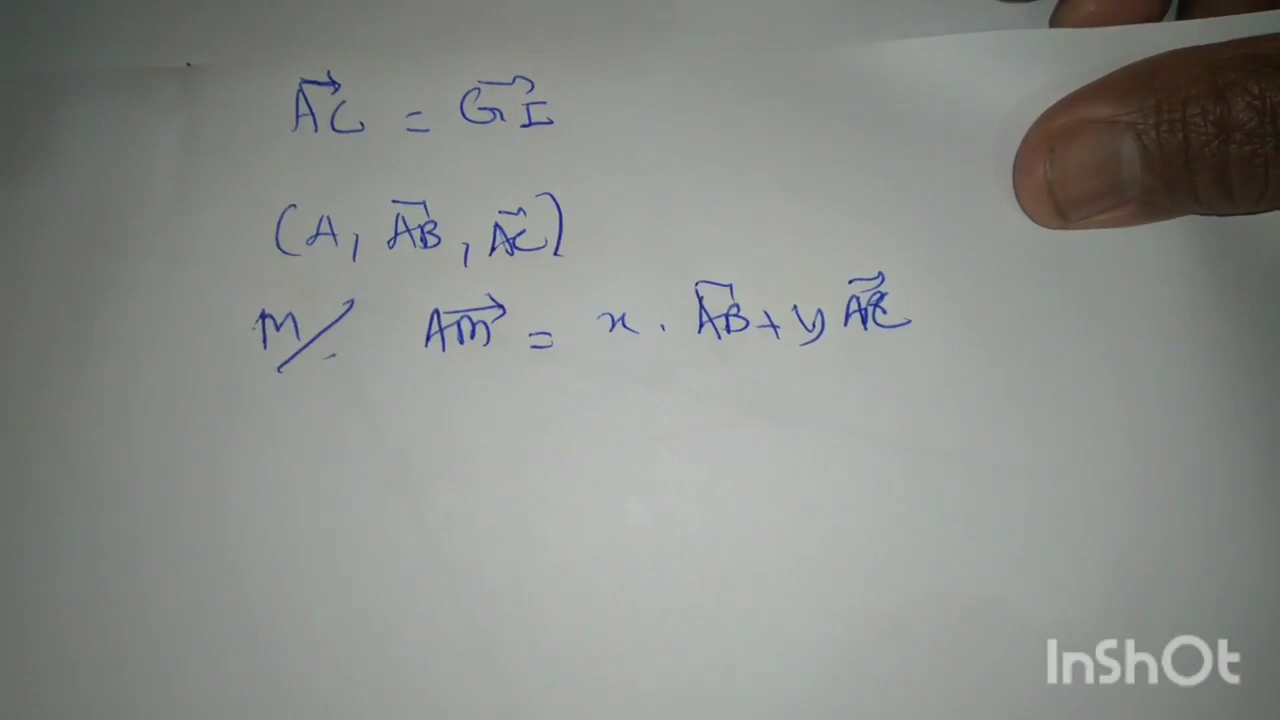 AC = GI
(A, AB, AC)
M/. AM = x. AB + y AC
InShOt